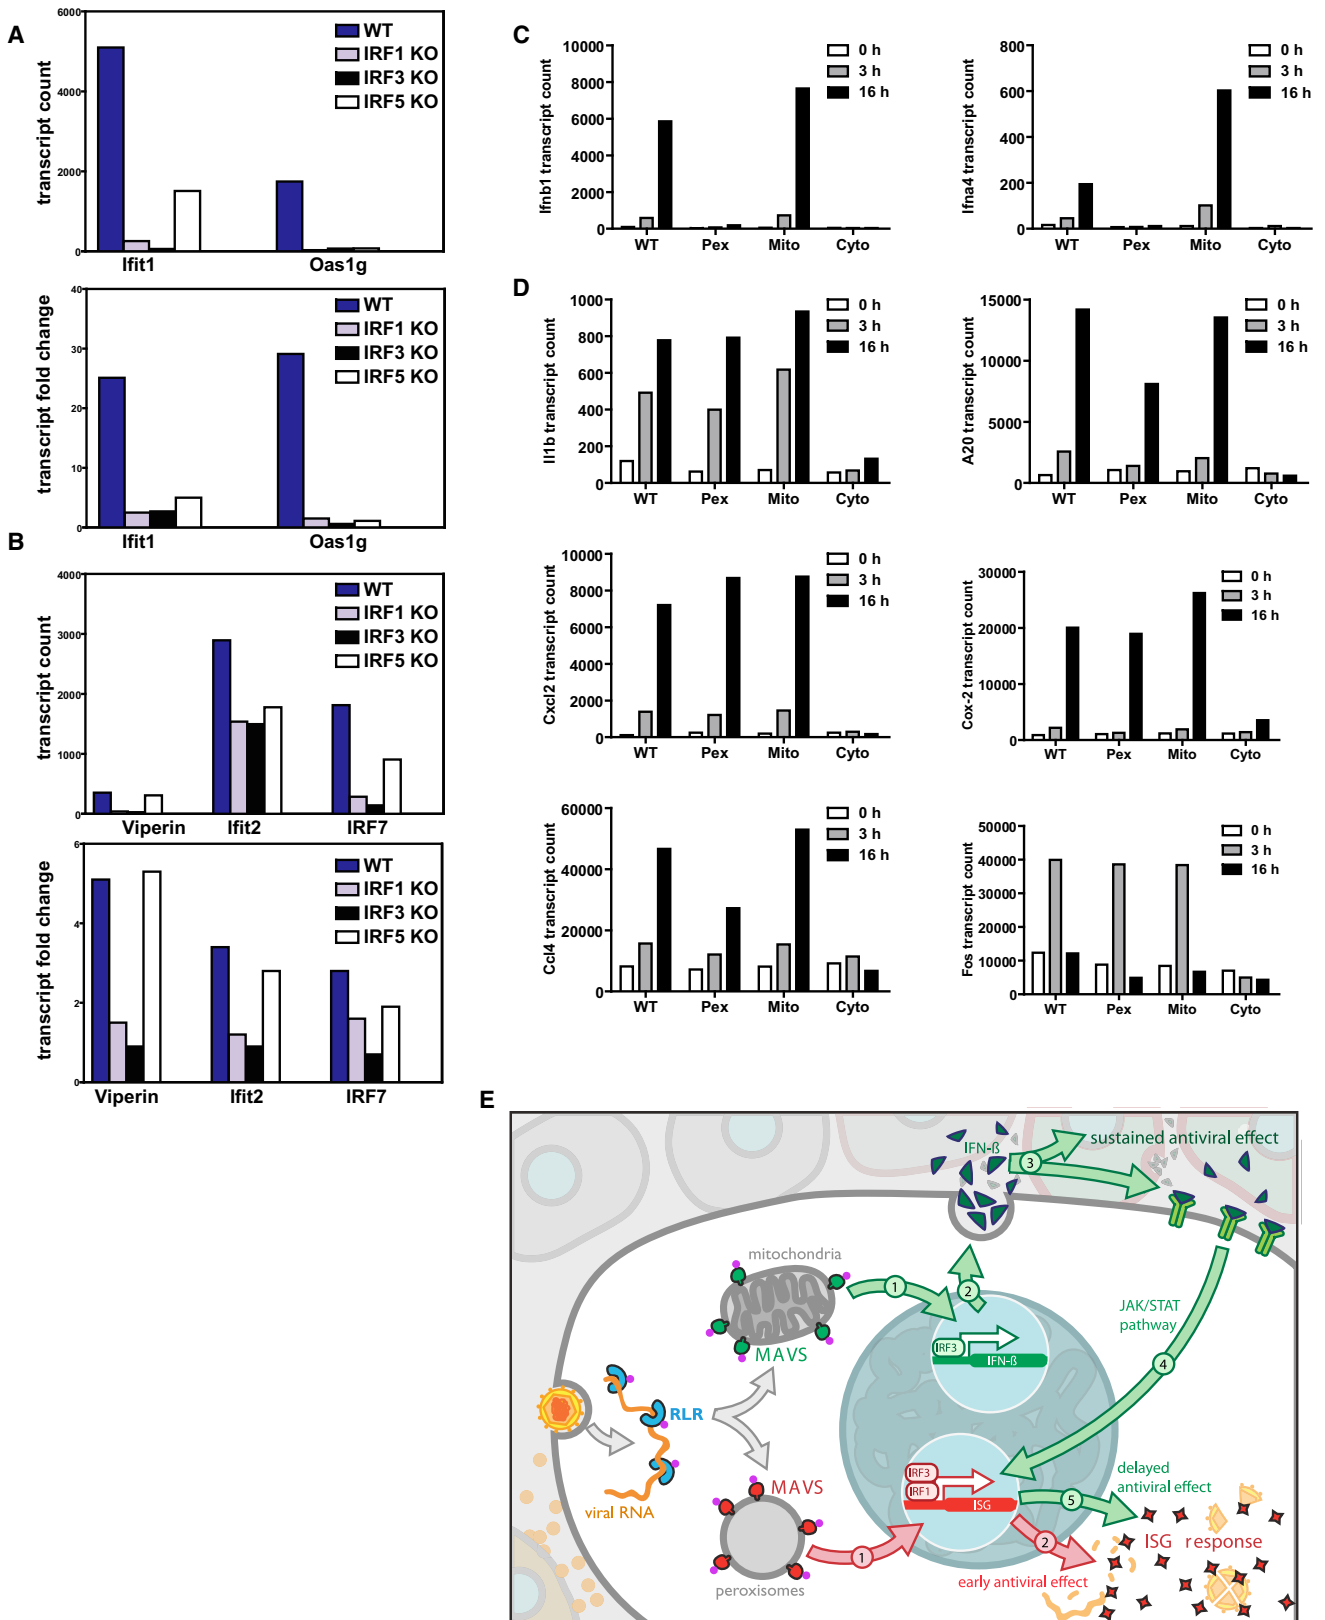 A
transcript count
6000
4000
2000
0
WT
IRF1 KO
IRF3 KO
IRF5 KO
Ifit1
Oas1g
transcript fold change
40
30
20
10
0
WT
IRF1 KO
IRF3 KO
IRF5 KO
Ifit1
Oas1g
B
transcript count
4000
3000
2000
1000
0
WT
IRF1 KO
IRF3 KO
IRF5 KO
Viperin
Ifit2
IRF7
transcript fold change
6
4
2
0
WT
IRF1 KO
IRF3 KO
IRF5 KO
Viperin
Ifit2
IRF7
C
Ifnb1 transcript count
10000
8000
6000
4000
2000
0
0 h
3 h
16 h
WT
Pex
Mito
Cyto
Ifna4 transcript count
800
600
400
200
0
0 h
3 h
16 h
WT
Pex
Mito
Cyto
D
Il1b transcript count
1000
800
600
400
200
0
0 h
3 h
16 h
WT
Pex
Mito
Cyto
A20 transcript count
15000
10000
5000
0
0 h
3 h
16 h
WT
Pex
Mito
Cyto
Cxcl2 transcript count
10000
8000
6000
4000
2000
0
0 h
3 h
16 h
WT
Pex
Mito
Cyto
Cox-2 transcript count
30000
20000
10000
0
0 h
3 h
16 h
WT
Pex
Mito
Cyto
Ccl4 transcript count
60000
40000
20000
0
0 h
3 h
16 h
WT
Pex
Mito
Cyto
Fos transcript count
50000
40000
30000
20000
10000
0
0 h
3 h
16 h
WT
Pex
Mito
Cyto
E
IFN-ß
3
sustained antiviral effect
mitochondria
1
2
MAVS
IRF3
IFN-ß
JAK/STAT
pathway
4
RLR
viral RNA
MAVS
peroxisomes
1
IRF3
IRF1
ISG
5
delayed
antiviral effect
2
ISG response
early antiviral effect